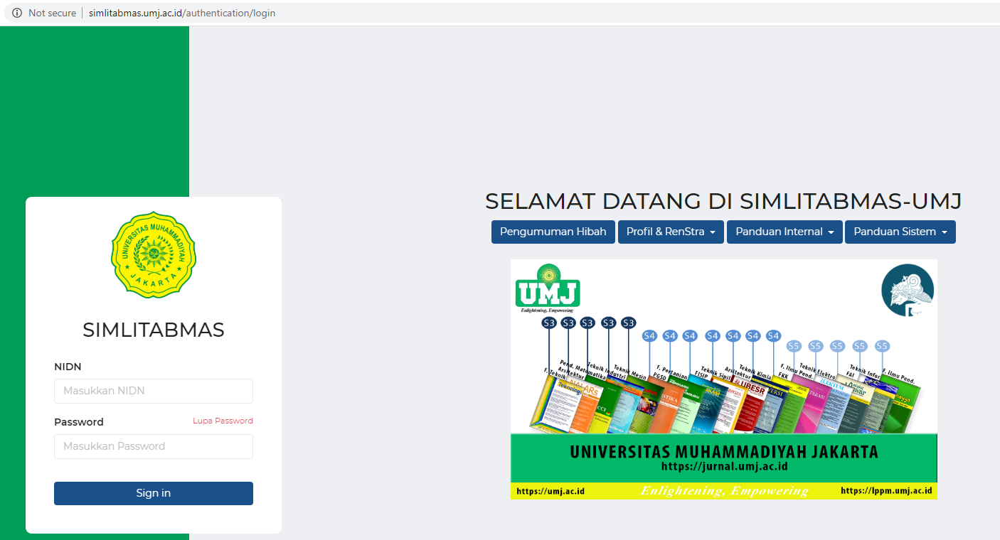 Not secure
simlitabmas.umj.ac.id/authentication/login
UNIVERSITAS MUHAMMADIYAH
JAKARTA
SIMLITABMAS
NIDN
Masukkan NIDN
Password
Lupa Password
Masukkan Password
Sign in
SELAMAT DATANG DI SIMLITABMAS-UMJ
Pengumuman Hibah
Profil & RenStra
Panduan Internal
Panduan Sistem
UMJ
Enlightening, Empowering
S3 S3 S3 S3 S3
S4 S4 S4 S4 S4 S4 S4
S5 S5 S5 S5 S5
F. Teknik
Arsitektur
Pend. Matematika
Teknik Industri
Teknik Mesin
PGSD
F. Pertanian
FISIP
Teknik Sipil
Arsitektur
Teknik Kimia
FKK
F. Ilmu Pend.
Teknik Elektro
FAI
Teknik Infor
F. Ilmu Pend.
NALARS
Teknologi
UNIVERSITAS MUHAMMADIYAH JAKARTA
https://jurnal.umj.ac.id
https://umj.ac.id
Enlightening, Empowering
https://lppm.umj.ac.id